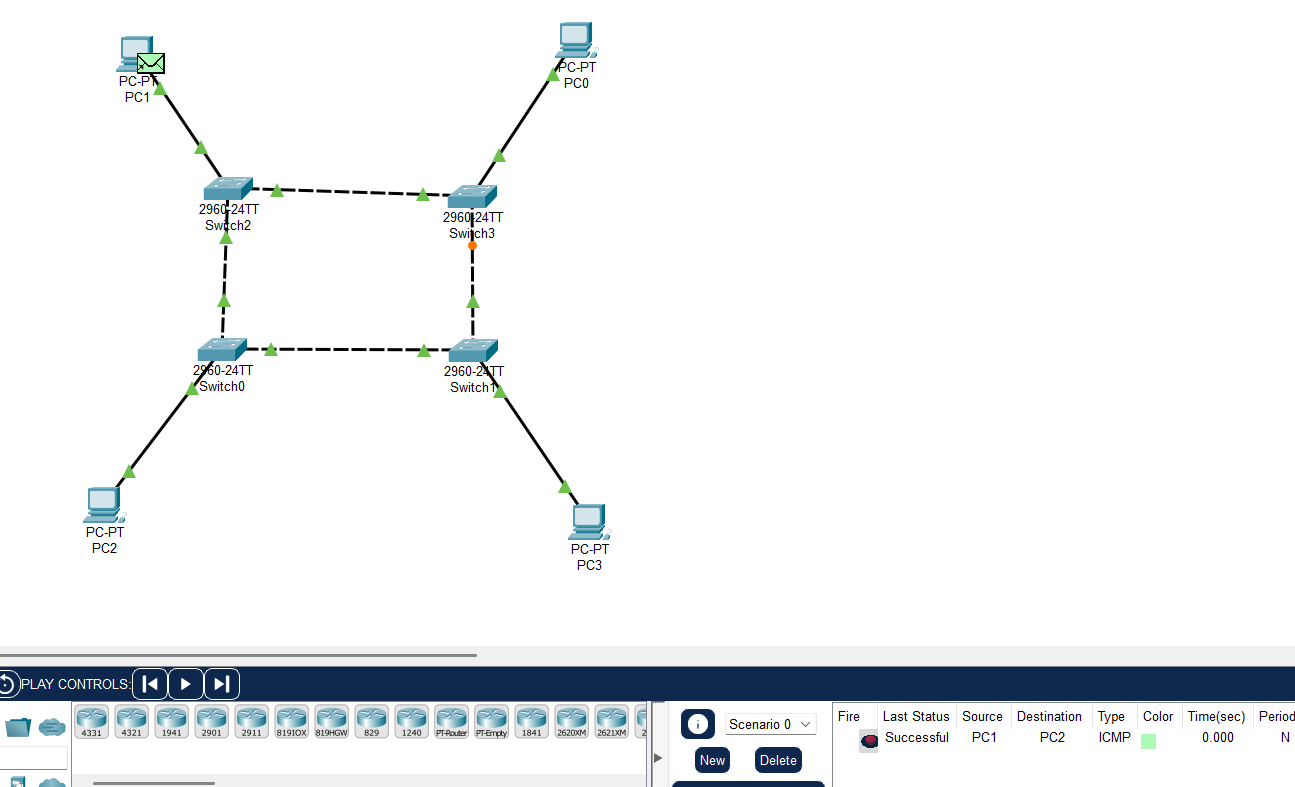 PC-PT
PC1
PC-PT
PC0
2960-24TT
Switch2
2960-24TT
Switch3
2960-24TT
Switch0
2960-24TT
Switch1
PC-PT
PC2
PC-PT
PC3
PLAY CONTROLS:
4331 4321 1941 2901 2911 819IOX 819HGW 829 1240 PT-Router PT-Empty 1841 2620XM 2621XM 2
Scenario 0
New Delete
Fire Last Status Source Destination Type Color Time(sec) Period
Successful PC1 PC2 ICMP 0.000 N